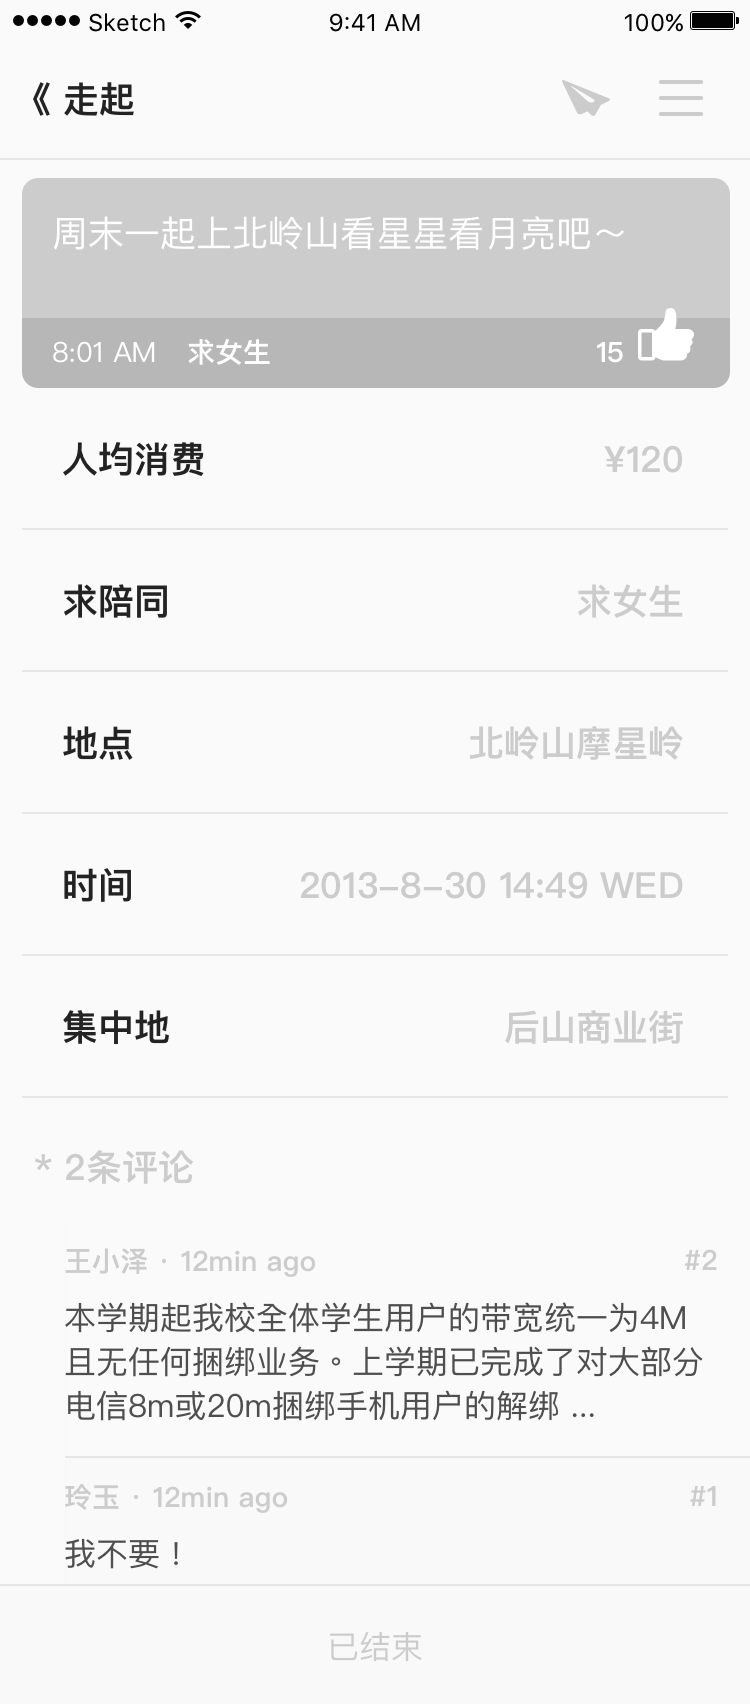 ●●●●● Sketch 9:41 AM 100%
《 走起
周末一起上北岭山看星星看月亮吧～
8:01 AM 求女生 15
人均消费 ¥120
求陪同 求女生
地点 北岭山摩星岭
时间 2013–8–30 14:49 WED
集中地 后山商业街
* 2条评论
王小泽 · 12min ago #2
本学期起我校全体学生用户的带宽统一为4M
且无任何捆绑业务。上学期已完成了对大部分
电信8m或20m捆绑手机用户的解绑 ...
玲玉 · 12min ago #1
我不要！
已结束